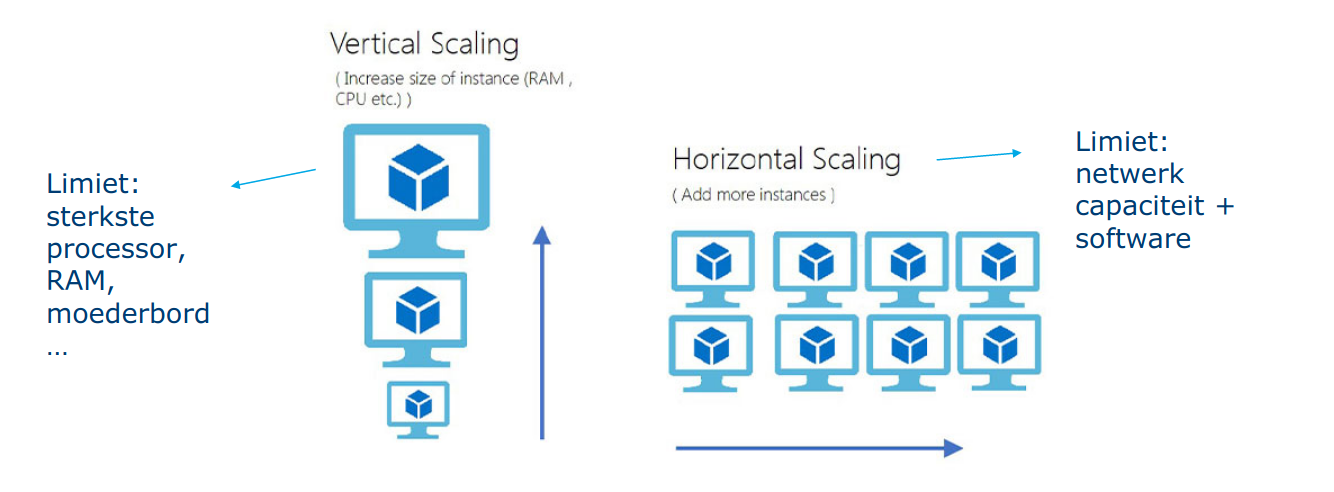 Vertical Scaling
( Increase size of instance (RAM ,
CPU etc.) )
Limiet:
sterkste
processor,
RAM,
moederbord
...
Horizontal Scaling
( Add more instances )
Limiet:
netwerk
capaciteit +
software